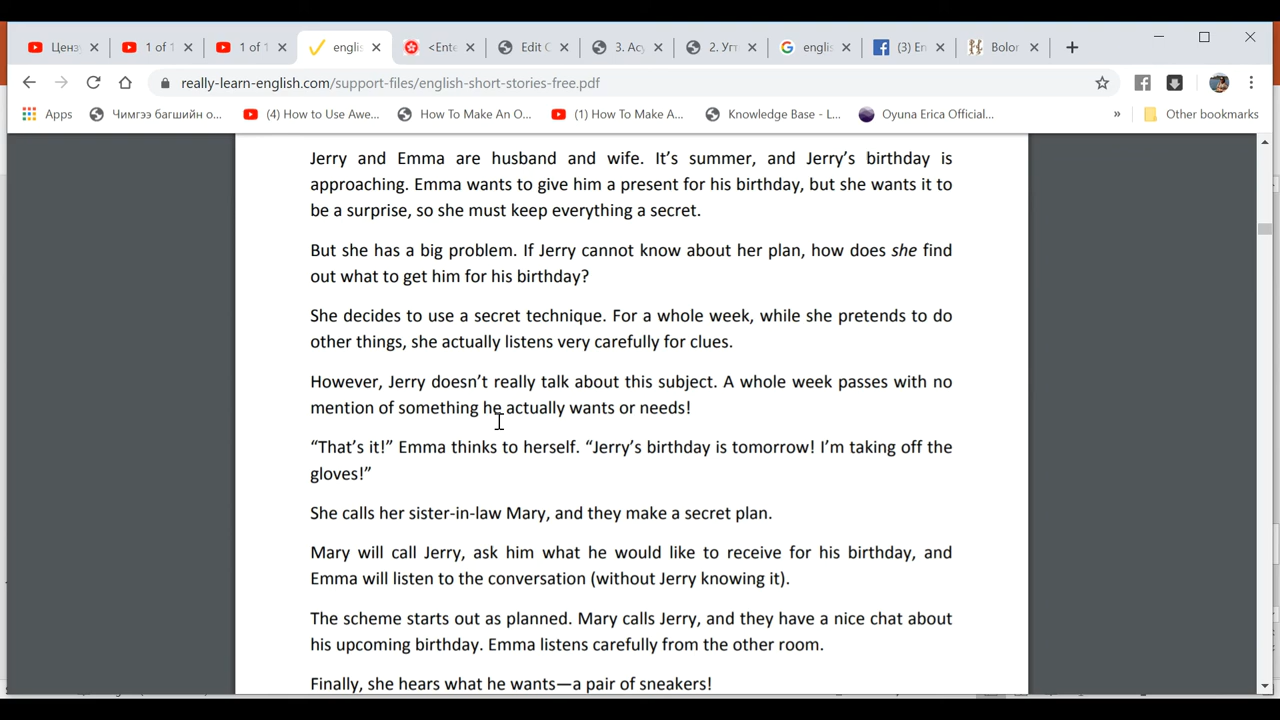 Ценз
1 of 1
1 of 1
englis
<Ente
Edit C
3. Асу
2. Угт
englis
(3) En
Bolor
really-learn-english.com/support-files/english-short-stories-free.pdf
Apps
Чимгээ багшийн о...
(4) How to Use Awe...
How To Make An O...
(1) How To Make A...
Knowledge Base - L...
Oyuna Erica Official...
»
Other bookmarks
Jerry and Emma are husband and wife. It’s summer, and Jerry’s birthday is
approaching. Emma wants to give him a present for his birthday, but she wants it to
be a surprise, so she must keep everything a secret.
But she has a big problem. If Jerry cannot know about her plan, how does she find
out what to get him for his birthday?
She decides to use a secret technique. For a whole week, while she pretends to do
other things, she actually listens very carefully for clues.
However, Jerry doesn’t really talk about this subject. A whole week passes with no
mention of something he actually wants or needs!
“That’s it!” Emma thinks to herself. “Jerry’s birthday is tomorrow! I’m taking off the
gloves!”
She calls her sister-in-law Mary, and they make a secret plan.
Mary will call Jerry, ask him what he would like to receive for his birthday, and
Emma will listen to the conversation (without Jerry knowing it).
The scheme starts out as planned. Mary calls Jerry, and they have a nice chat about
his upcoming birthday. Emma listens carefully from the other room.
Finally, she hears what he wants—a pair of sneakers!